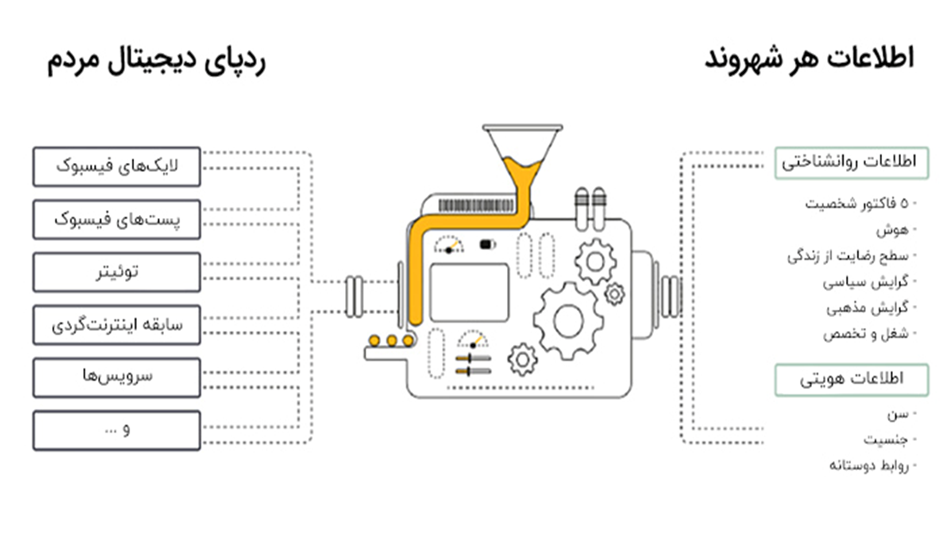 اطلاعات هر شهروند
اطلاعات روانشناختی
- ۵ فاکتور شخصیت
- هوش
- سطح رضایت از زندگی
- گرایش سیاسی
- گرایش مذهبی
- شغل و تخصص
اطلاعات هویتی
- سن
- جنسیت
- روابط دوستانه
ردپای دیجیتال مردم
لایک‌های فیسبوک
پست‌های فیسبوک
توئیتر
سابقه اینترنت‌گردی
سرویس‌ها
و ...